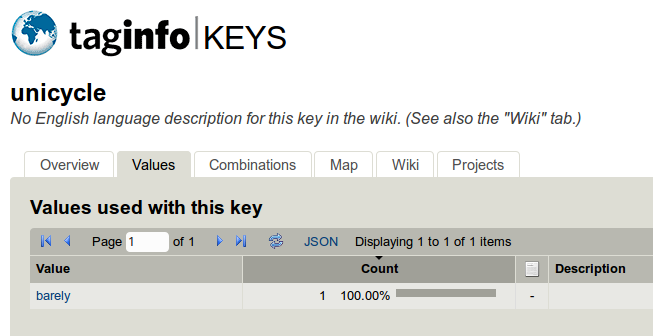 taginfo|KEYS
unicycle
No English language description for this key in the wiki. (See also the "Wiki" tab.)
Overview Values Combinations Map Wiki Projects
Values used with this key
Page 1 of 1 JSON Displaying 1 to 1 of 1 items
Value Count Description
barely 1 100.00% -